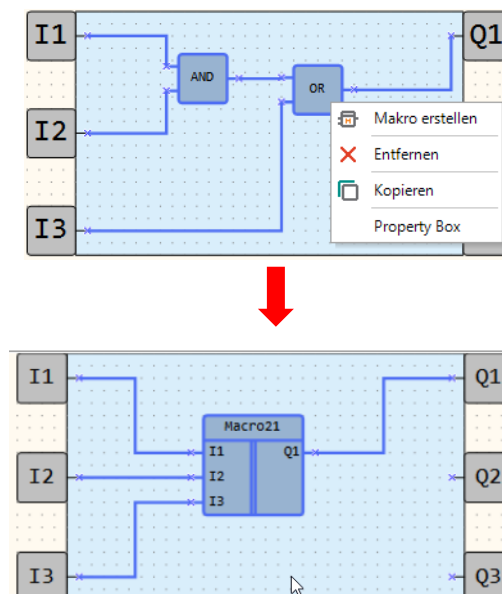 I1
Q1
AND
OR
I2
Makro erstellen
Entfernen
Kopieren
I3
Property Box
I1
Q1
Macro21
I1
Q1
I2
I2
Q2
I3
I3
Q3